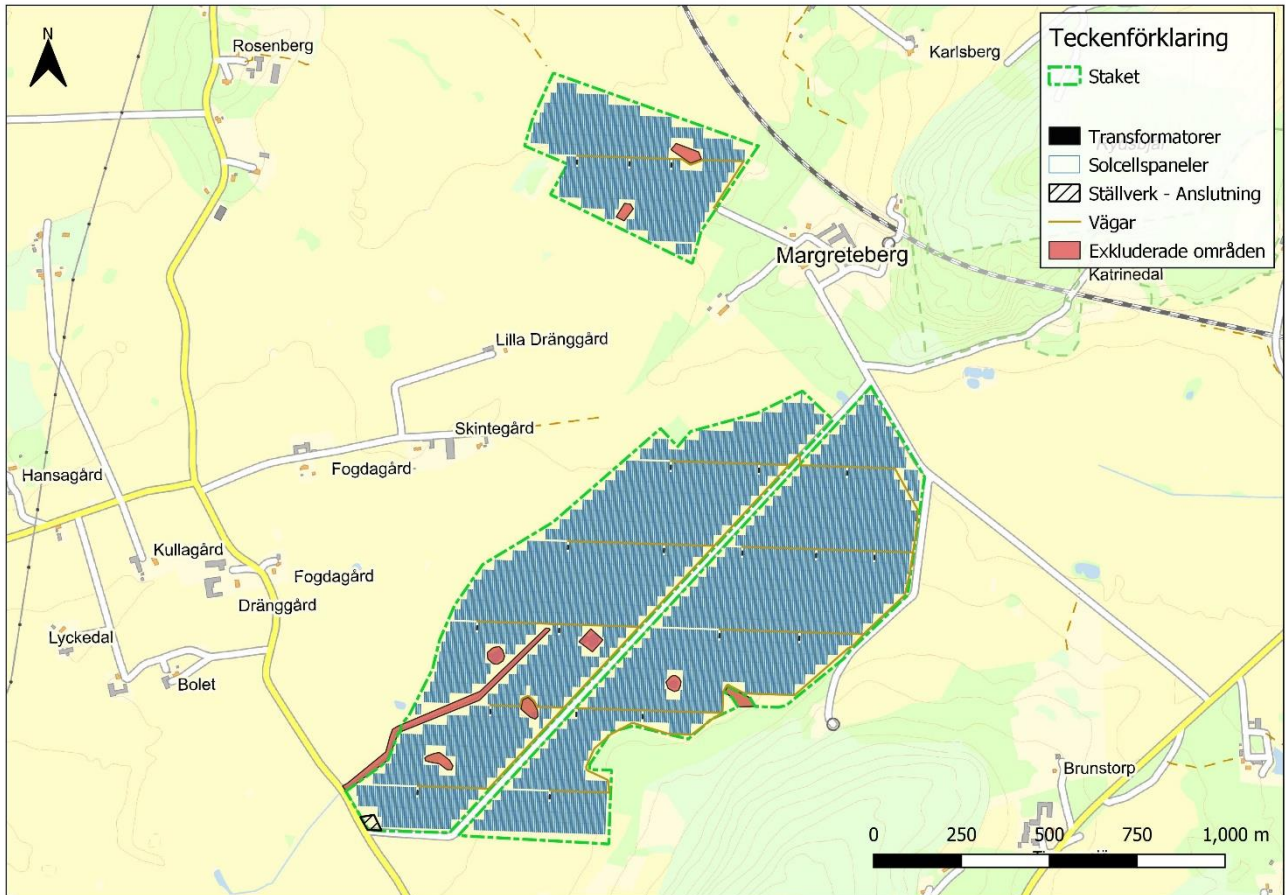 N
Rosenberg
Karlsberg
Teckenförklaring
Staket
Transformatorer
Solcellspaneler
Ställverk - Anslutning
Vägar
Exkluderade områden
Margreteberg
Katrinedal
Lilla Dränggård
Skintegård
Fogdagård
Hansagård
Kullagård
Fogdagård
Dränggård
Lyckedal
Bolet
Brunstorp
0 250 500 750 1,000 m